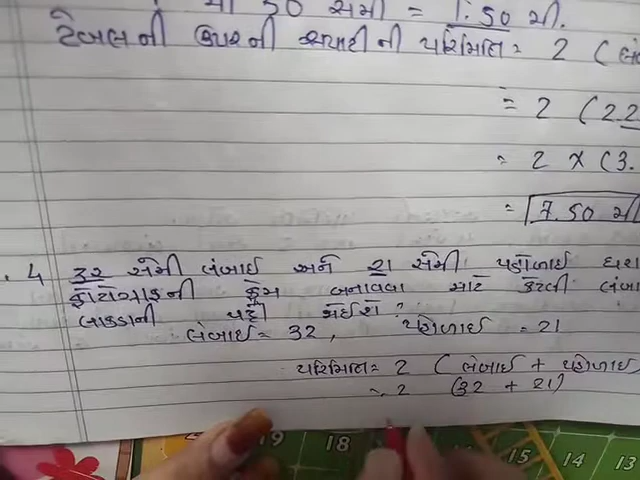 મી 50 સેમી = 1.50 મી.
ટેબલની ઉપરની સપાટીની પરિમિતિ = 2 (લં
= 2 (2.2
= 2 x (3.
= 7.50 મી
. 4 32 સેમી લંબાઈ અને 21 સેમી પહોળાઈ ધરા
ફોટોગ્રાફની ફ્રેમ બનાવવા માટે કેટલી લંબા
લાકડાની પટ્ટી જોઈશે?
લંબાઈ = 32, પહોળાઈ = 21
પરિમિતિ = 2 (લંબાઈ + પહોળાઈ
= 2 (32 + 21)
19 18 15 14 13